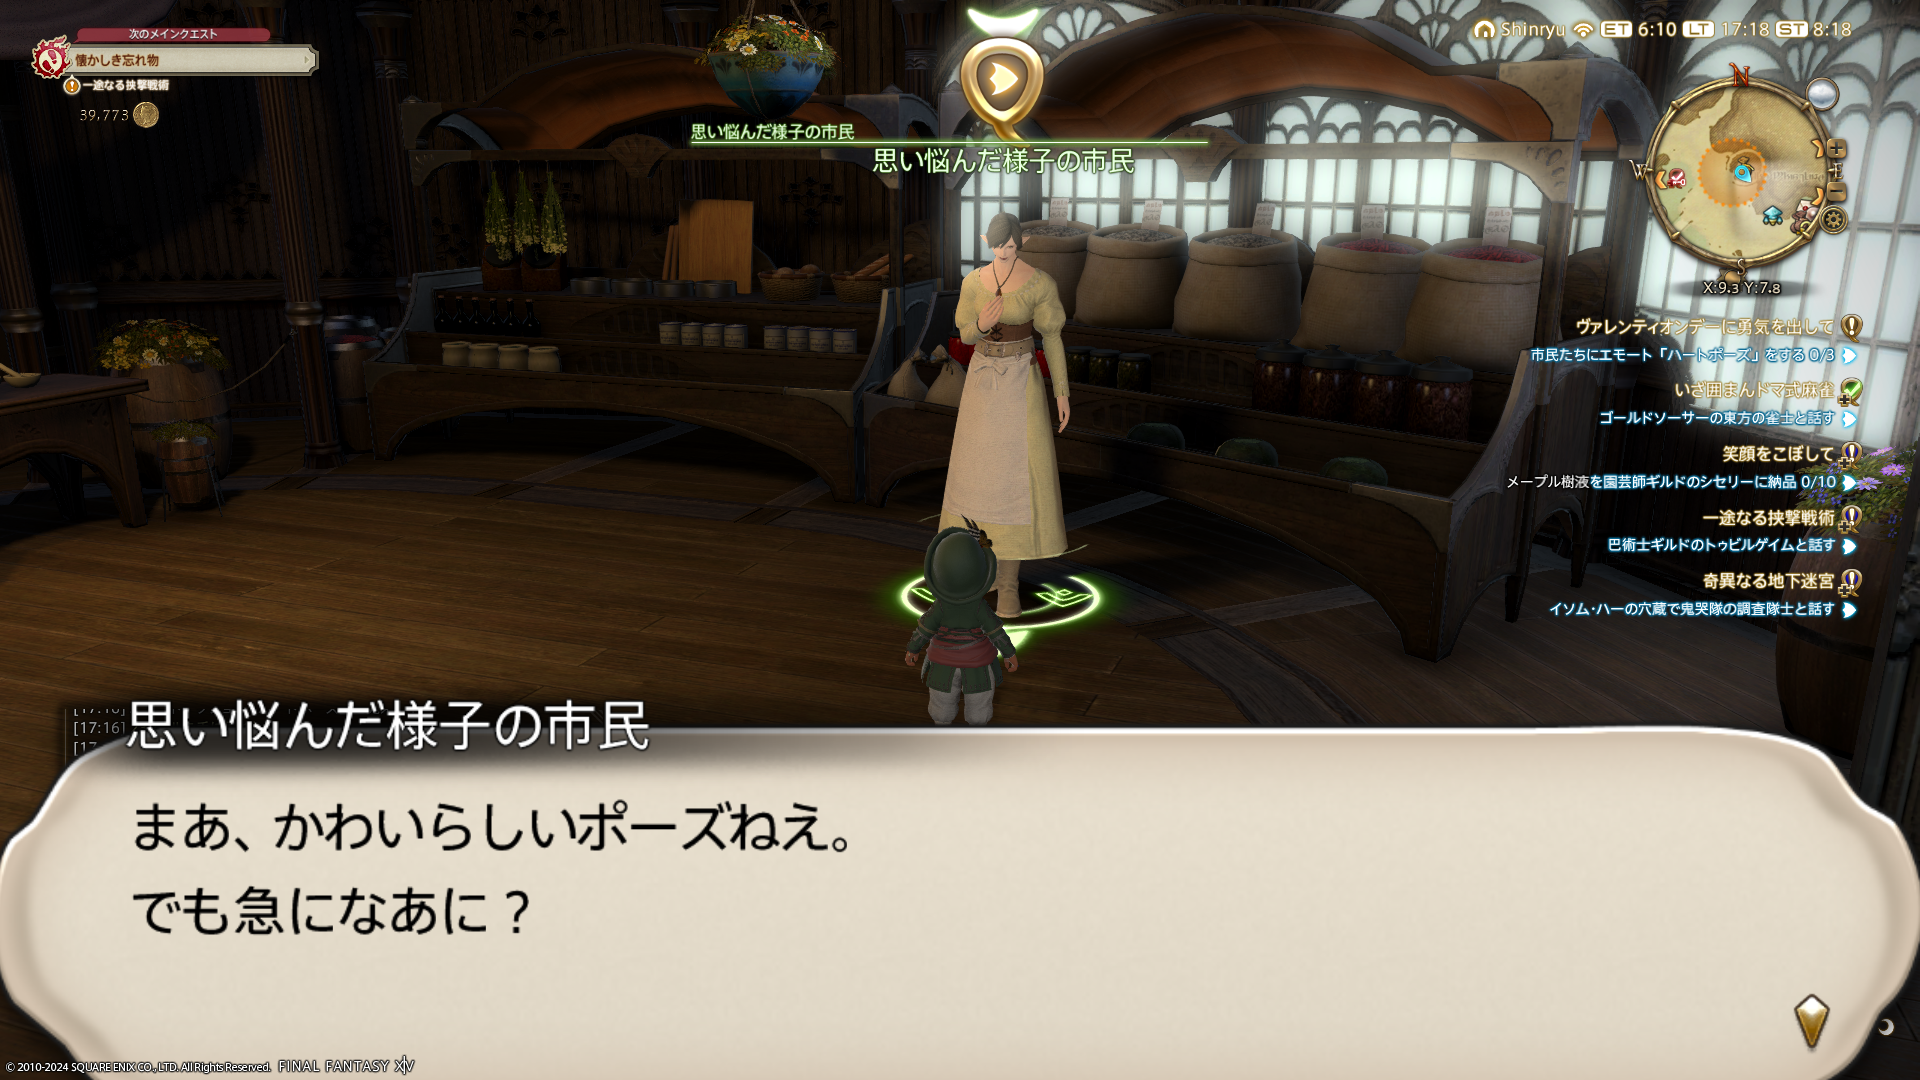 次のメインクエスト
懐かしき忘れ物
一途なる挟撃戦術
39,773
Shinryu ET 6:10 LT 17:18 ST 8:18
N
W
E
S
X:9.3 Y:7.8
思い悩んだ様子の市民
思い悩んだ様子の市民
ヴァレンティオンデーに勇気を出して
市民たちにエモート「ハートポーズ」をする 0/3
いざ囲まんドマ式麻雀
ゴールドソーサーの東方の雀士と話す
笑顔をこぼして
メープル樹液を園芸師ギルドのシセリーに納品 0/10
一途なる挟撃戦術
巴術士ギルドのトゥビルゲイムと話す
奇異なる地下迷宮
イソム・ハーの穴蔵で鬼哭隊の調査隊士と話す
[17:16]
思い悩んだ様子の市民
まあ、かわいらしいポーズねえ。
でも急になあに？
© 2010-2024 SQUARE ENIX CO., LTD. All Rights Reserved. FINAL FANTASY XIV